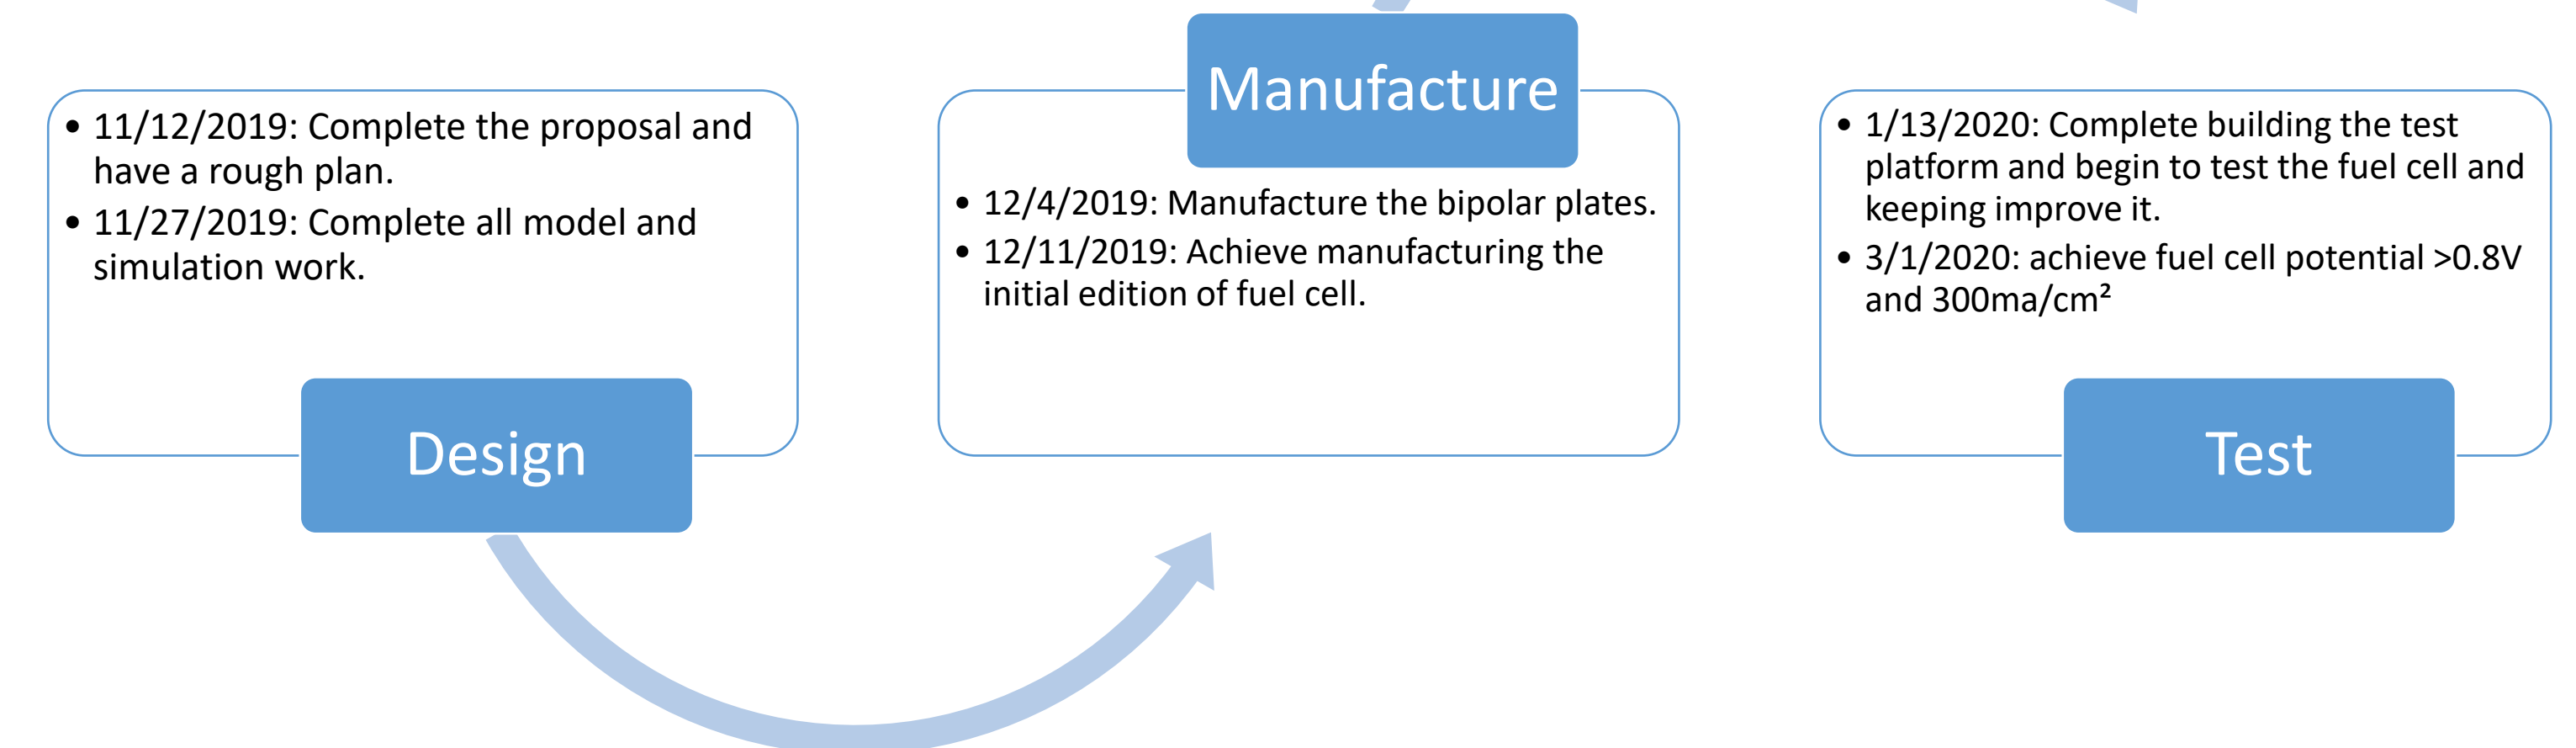 • 11/12/2019: Complete the proposal and
have a rough plan.
• 11/27/2019: Complete all model and
simulation work.
Design
Manufacture
• 12/4/2019: Manufacture the bipolar plates.
• 12/11/2019: Achieve manufacturing the
initial edition of fuel cell.
• 1/13/2020: Complete building the test
platform and begin to test the fuel cell and
keeping improve it.
• 3/1/2020: achieve fuel cell potential >0.8V
and 300ma/cm²
Test